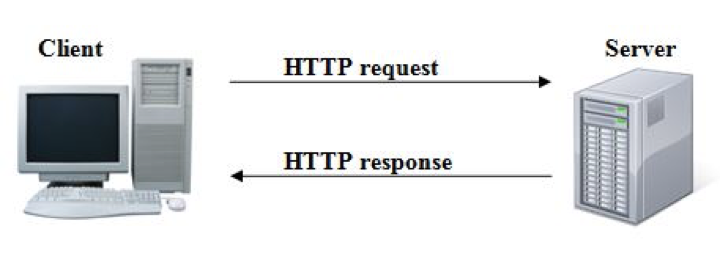 Client
Server
HTTP request
HTTP response